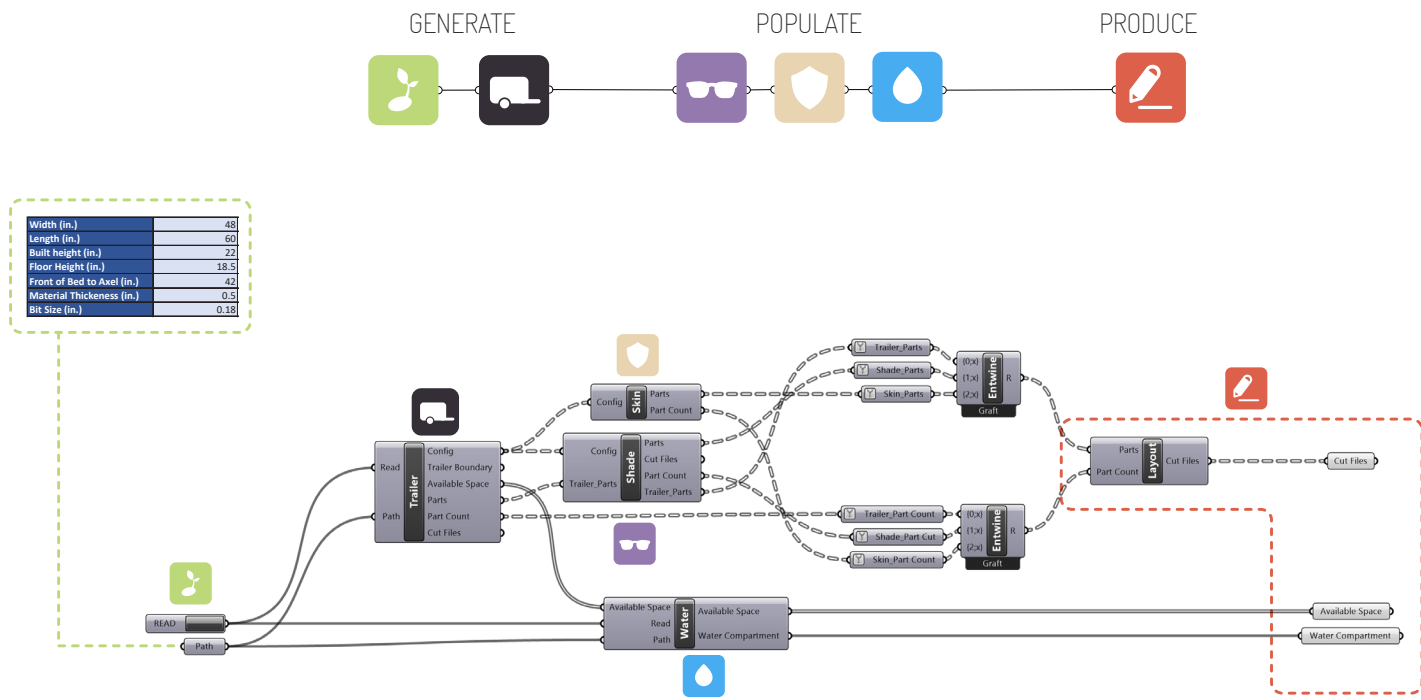 GENERATE
POPULATE
PRODUCE
Width (in.) 48
Length (in.) 60
Built height (in.) 22
Floor Height (in.) 18.5
Front of Bed to Axel (in.) 42
Material Thickeness (in.) 0.5
Bit Size (in.) 0.18
READ
Path
Read
Path
Trailer
Config
Trailer Boundary
Available Space
Parts
Part Count
Cut Files
Config
Skin
Parts
Part Count
Config
Trailer_Parts
Shade
Parts
Cut Files
Part Count
Trailer_Parts
Trailer_Parts
Shade_Parts
Skin_Parts
{0;x}
{1;x}
{2;x}
Entwine
R
Graft
Trailer_Part Count
Shade_Part Cut
Skin_Part Count
{0;x}
{1;x}
{2;x}
Entwine
R
Graft
Parts
Part Count
Layout
Cut Files
Cut Files
Available Space
Read
Path
Water
Available Space
Water Compartment
Available Space
Water Compartment